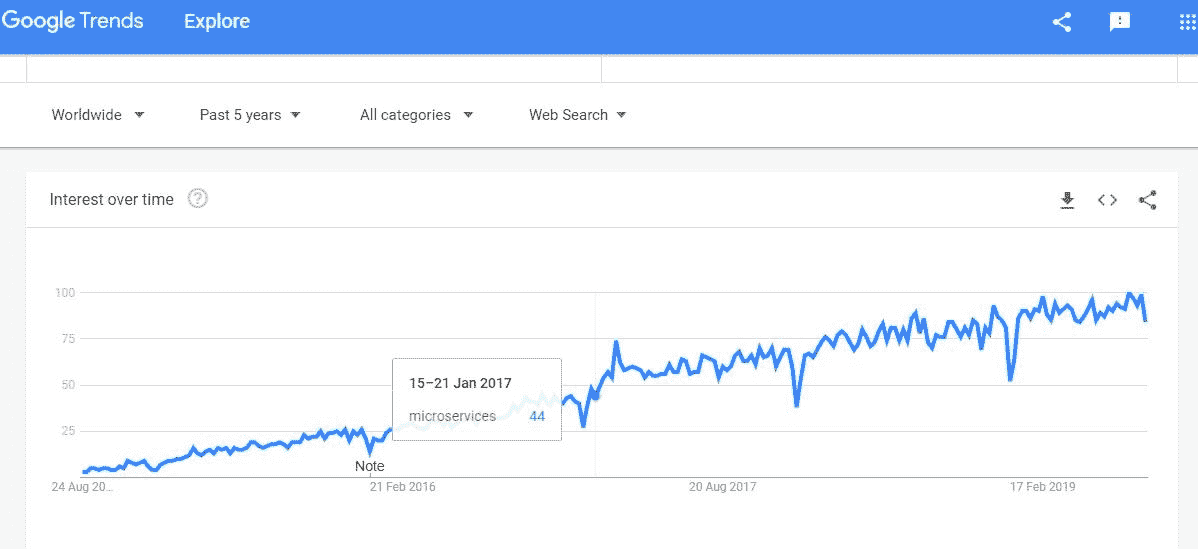 Google Trends Explore
Worldwide Past 5 years All categories Web Search
Interest over time
100
75
50
25
15–21 Jan 2017
microservices 44
Note
24 Aug 20... 21 Feb 2016 20 Aug 2017 17 Feb 2019